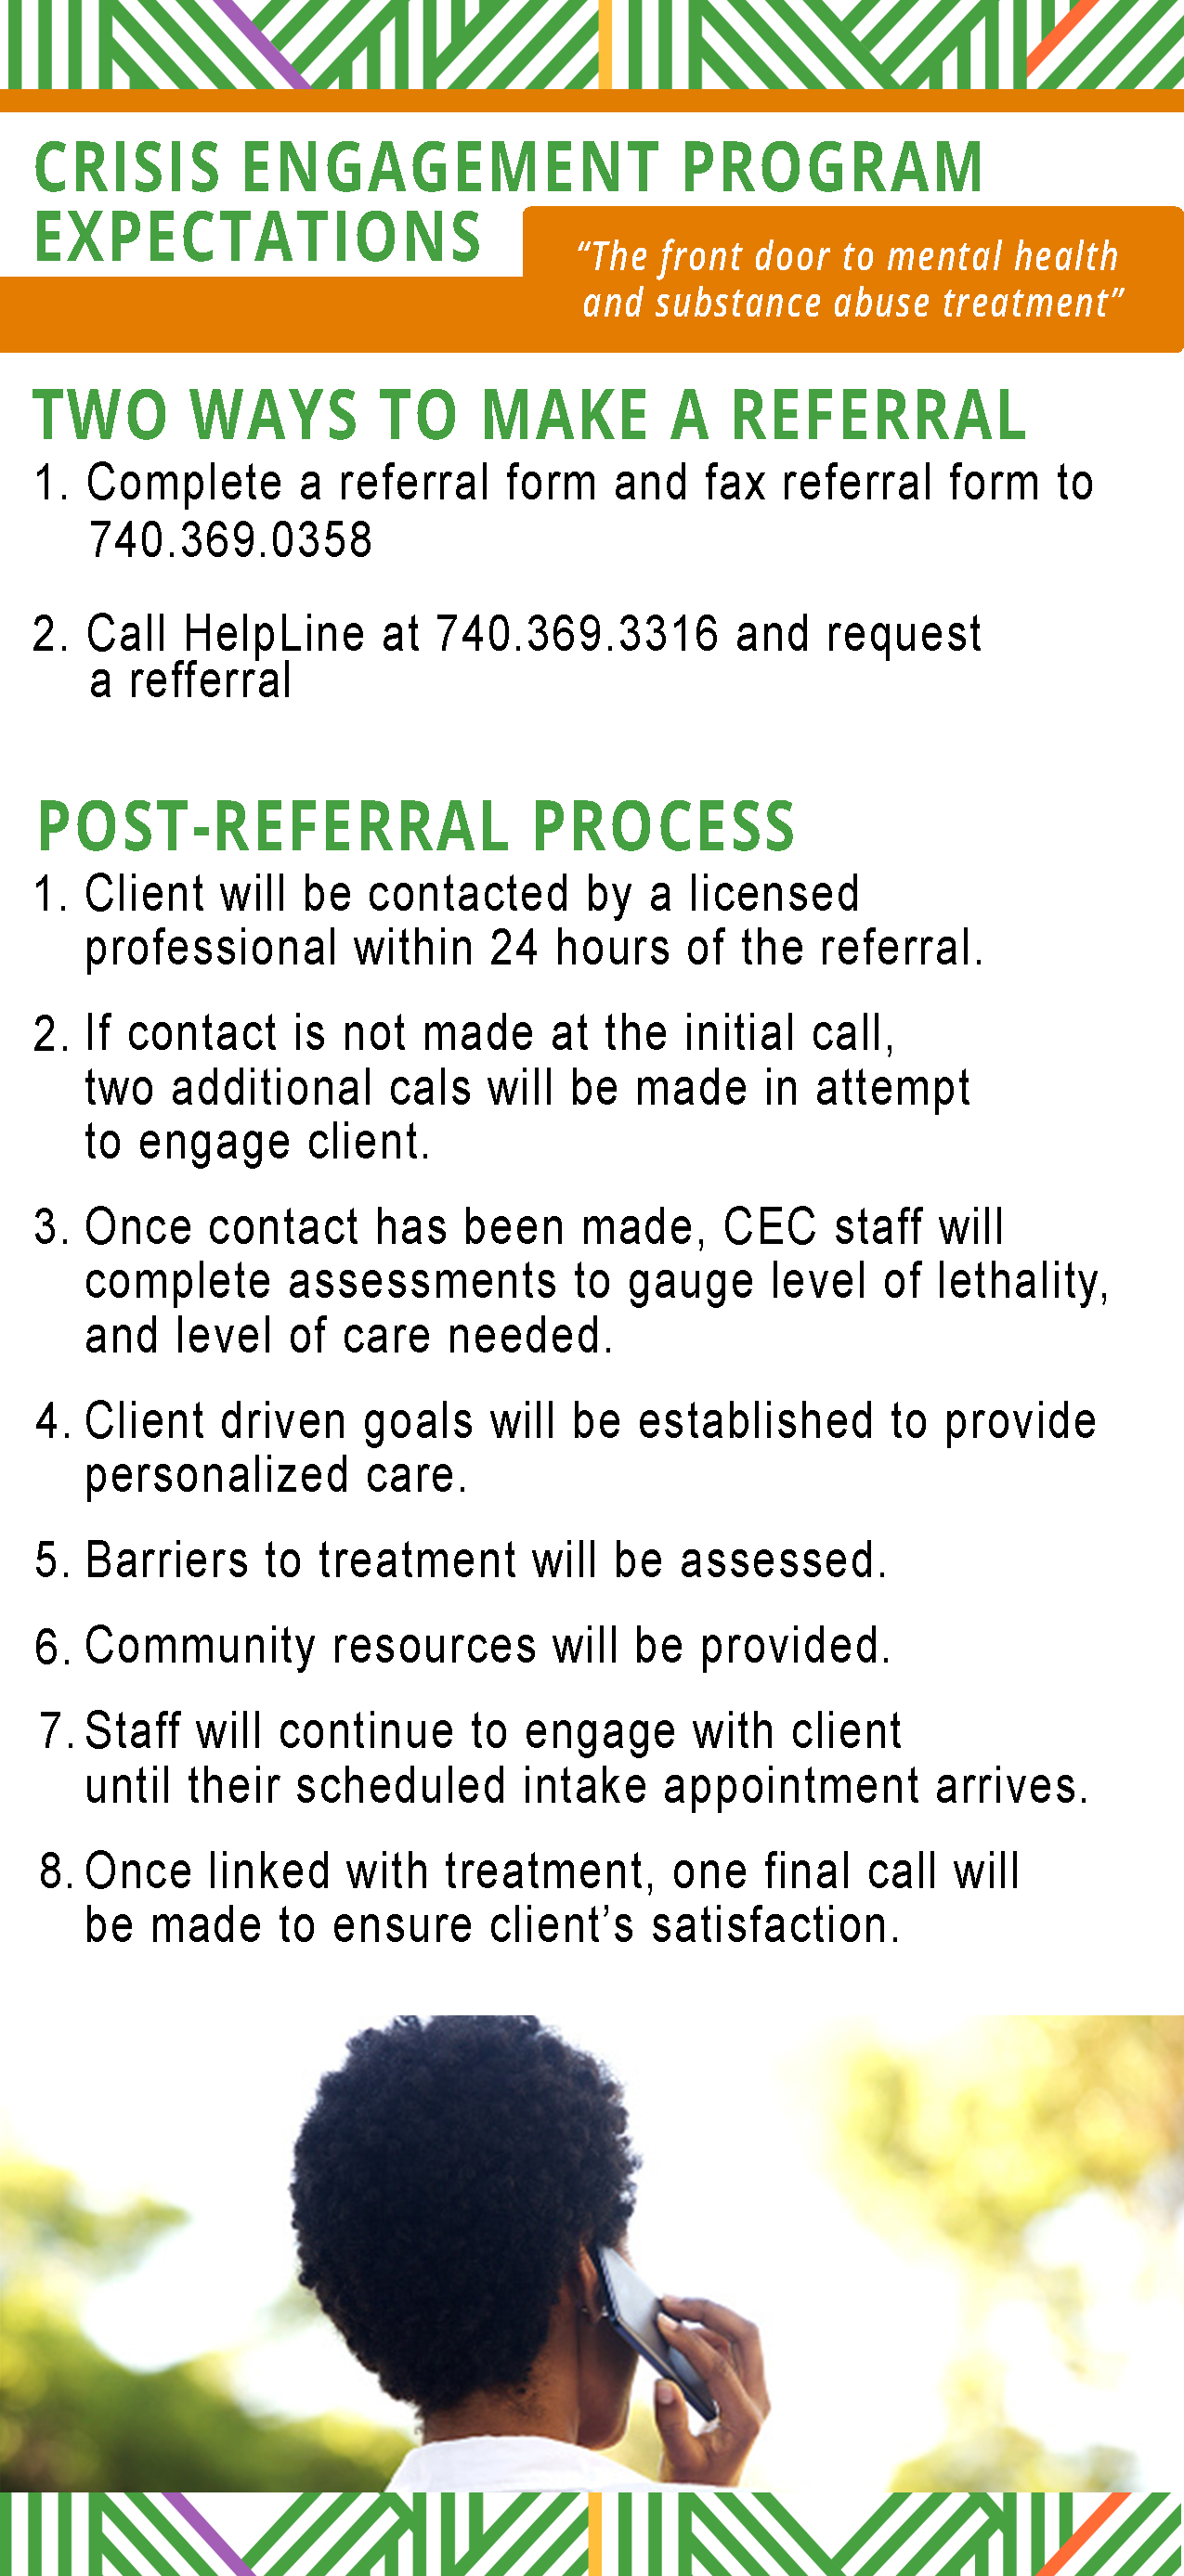 CRISIS ENGAGEMENT PROGRAM
EXPECTATIONS
“The front door to mental health
and substance abuse treatment”
TWO WAYS TO MAKE A REFERRAL
1. Complete a referral form and fax referral form to
740.369.0358
2. Call HelpLine at 740.369.3316 and request
a refferral
POST-REFERRAL PROCESS
1. Client will be contacted by a licensed
professional within 24 hours of the referral.
2. If contact is not made at the initial call,
two additional cals will be made in attempt
to engage client.
3. Once contact has been made, CEC staff will
complete assessments to gauge level of lethality,
and level of care needed.
4. Client driven goals will be established to provide
personalized care.
5. Barriers to treatment will be assessed.
6. Community resources will be provided.
7. Staff will continue to engage with client
until their scheduled intake appointment arrives.
8. Once linked with treatment, one final call will
be made to ensure client’s satisfaction.